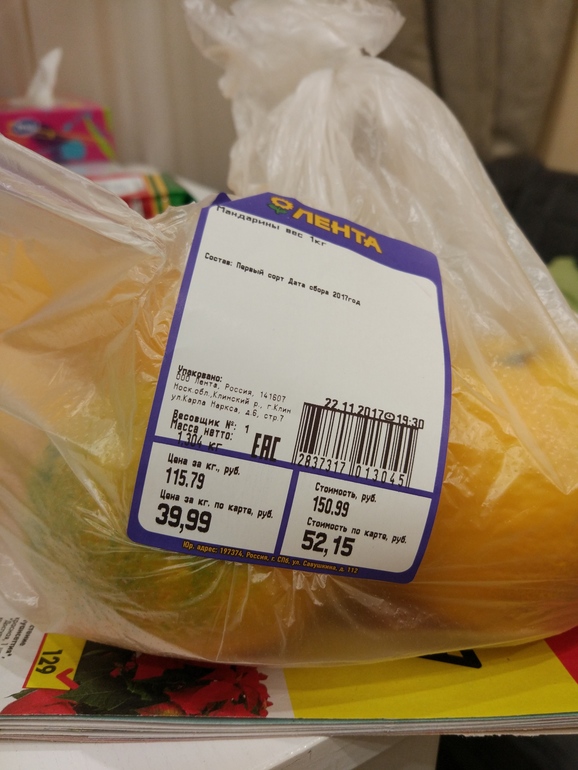 ЛЕНТА
Мандарины вес 1кг
Состав: Первый сорт Дата сбора 2017год
Упаковано:
ООО Лента, Россия, 141607
Моск.обл.,Клинский р., г.Клин
ул.Карла Маркса, д.6, стр.7
22.11.2017 19:30
Весовщик №: 1
Масса нетто:
1,304 кг
ЕАС
2837317 013045
Цена за кг., руб.
115,79
Цена за кг. по карте, руб.
39,99
Стоимость, руб.
150.99
Стоимость по карте, руб.
52,15
Юр. адрес: 197374, Россия, г. СПб, ул. Савушкина, д. 112
129